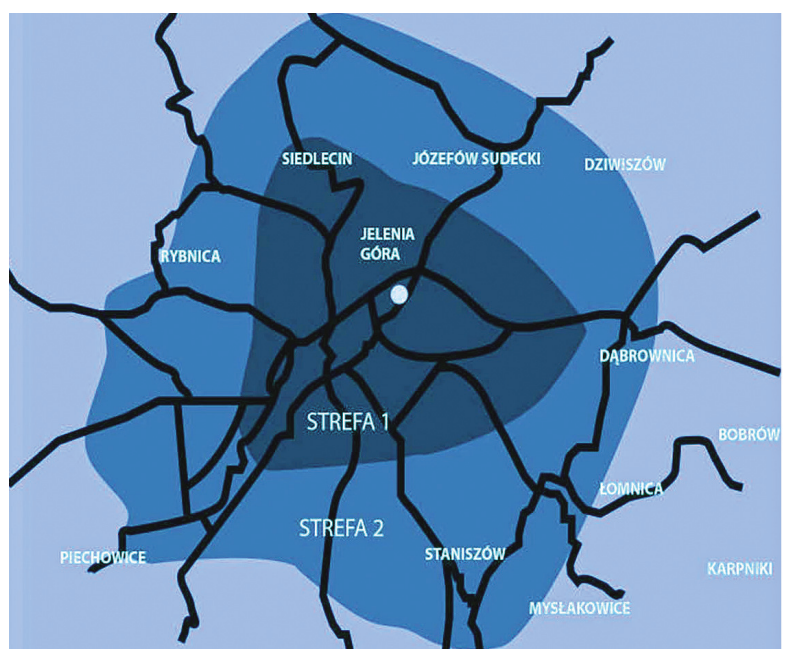 SIEDLECIN
JÓZEFÓW SUDECKI
DZIWISZÓW
JELENIA
GÓRA
RYBNICA
DĄBROWNICA
STREFA 1
BOBRÓW
ŁOMNICA
STREFA 2
PIECHOWICE
STANISZÓW
KARPNIKI
MYSŁAKOWICE